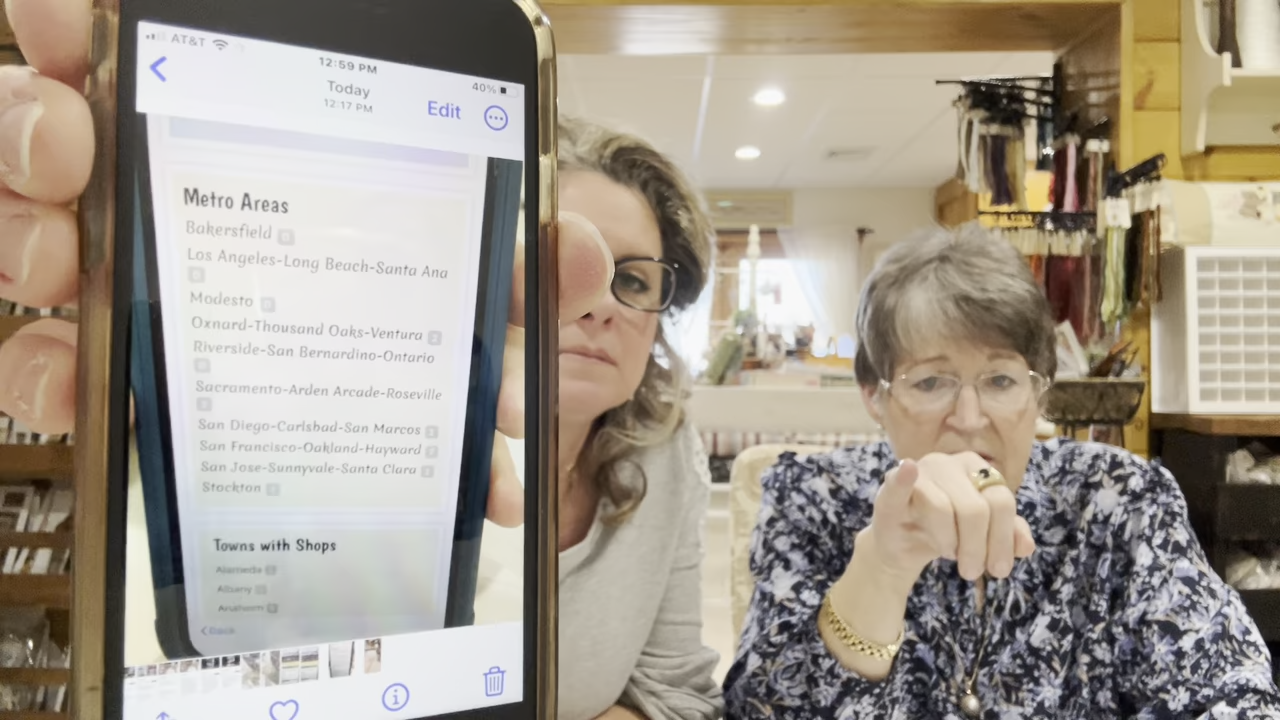 AT&T
12:59 PM
40%
Today
12:17 PM
Edit
Metro Areas
Bakersfield
Los Angeles-Long Beach-Santa Ana
Modesto
Oxnard-Thousand Oaks-Ventura
Riverside-San Bernardino-Ontario
Sacramento-Arden Arcade-Roseville
San Diego-Carlsbad-San Marcos
San Francisco-Oakland-Hayward
San Jose-Sunnyvale-Santa Clara
Stockton
Towns with Shops
Alameda
Albany
Anaheim
Back